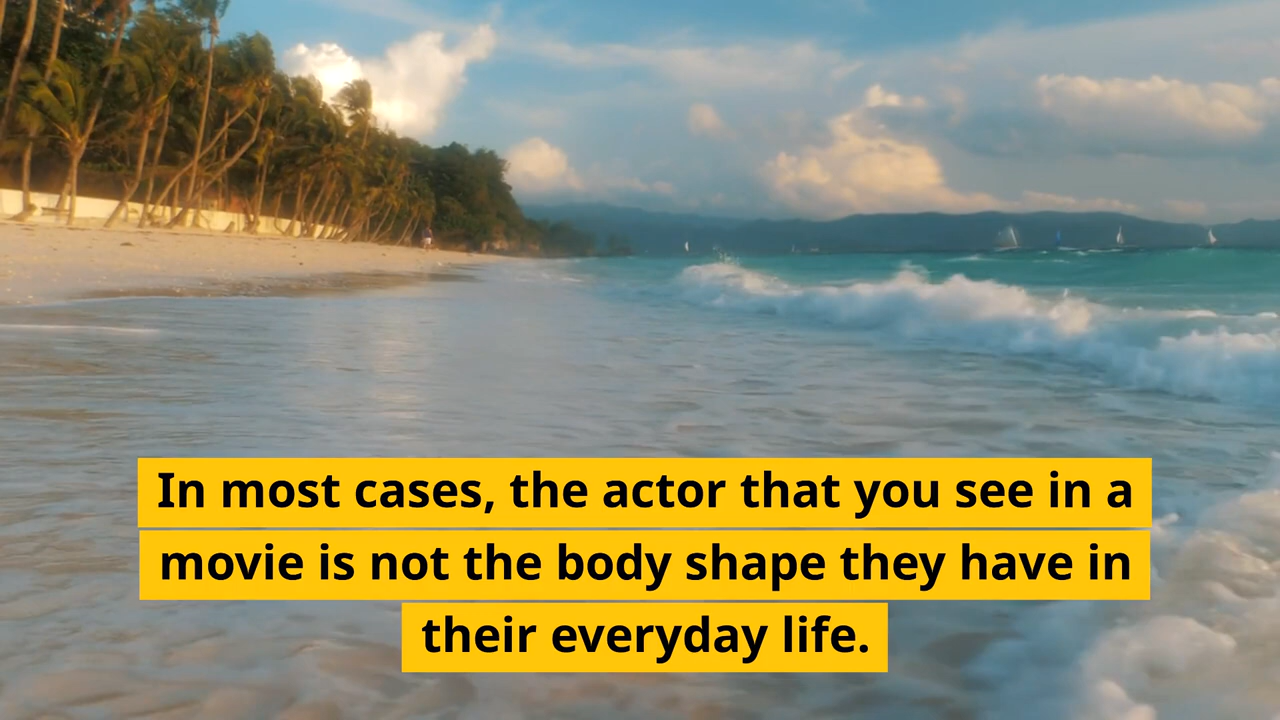 In most cases, the actor that you see in a
movie is not the body shape they have in
their everyday life.